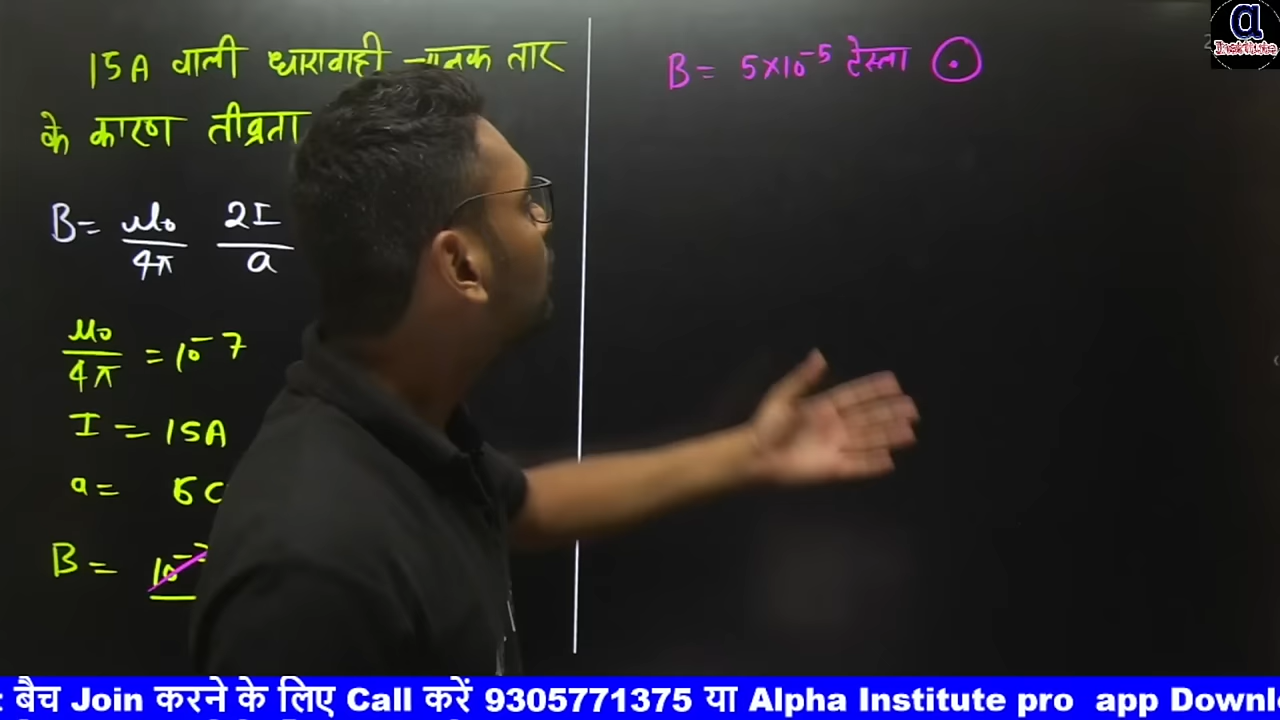 15A वाली धारावाही चालक तार
के कारण तीव्रता
B = μ₀/4π 2I/a
μ₀/4π = 10⁻⁷
I = 15A
a =
B = 10⁻⁷
B = 5×10⁻⁵ टेस्ला ⊙
a
Institute
बैच Join करने के लिए Call करें 9305771375 या Alpha Institute pro app Downl